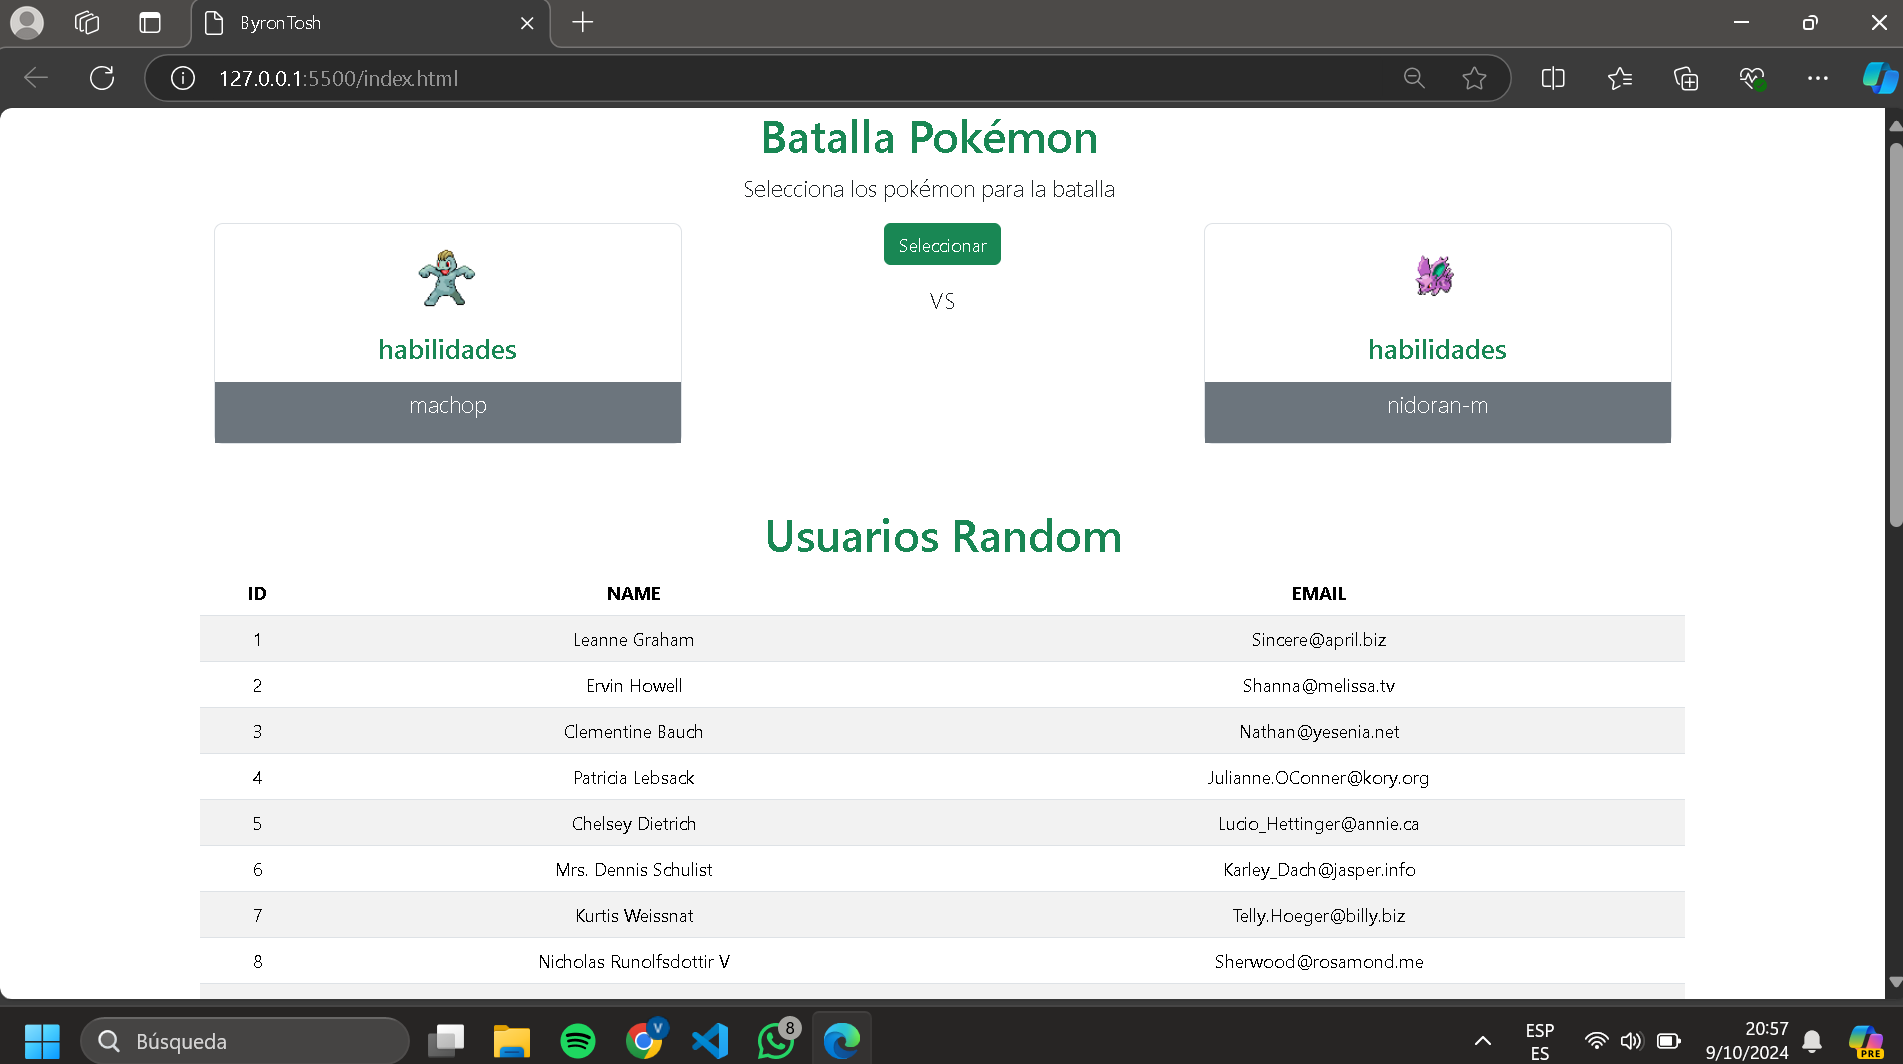 ByronTosh
127.0.0.1:5500/index.html
Batalla Pokémon
Selecciona los pokémon para la batalla
Seleccionar
VS
habilidades
machop
habilidades
nidoran-m
Usuarios Random
ID NAME EMAIL
1 Leanne Graham Sincere@april.biz
2 Ervin Howell Shanna@melissa.tv
3 Clementine Bauch Nathan@yesenia.net
4 Patricia Lebsack Julianne.OConner@kory.org
5 Chelsey Dietrich Lucio_Hettinger@annie.ca
6 Mrs. Dennis Schulist Karley_Dach@jasper.info
7 Kurtis Weissnat Telly.Hoeger@billy.biz
8 Nicholas Runolfsdottir V Sherwood@rosamond.me
Búsqueda
V
8
ESP
ES
20:57
9/10/2024
PRE